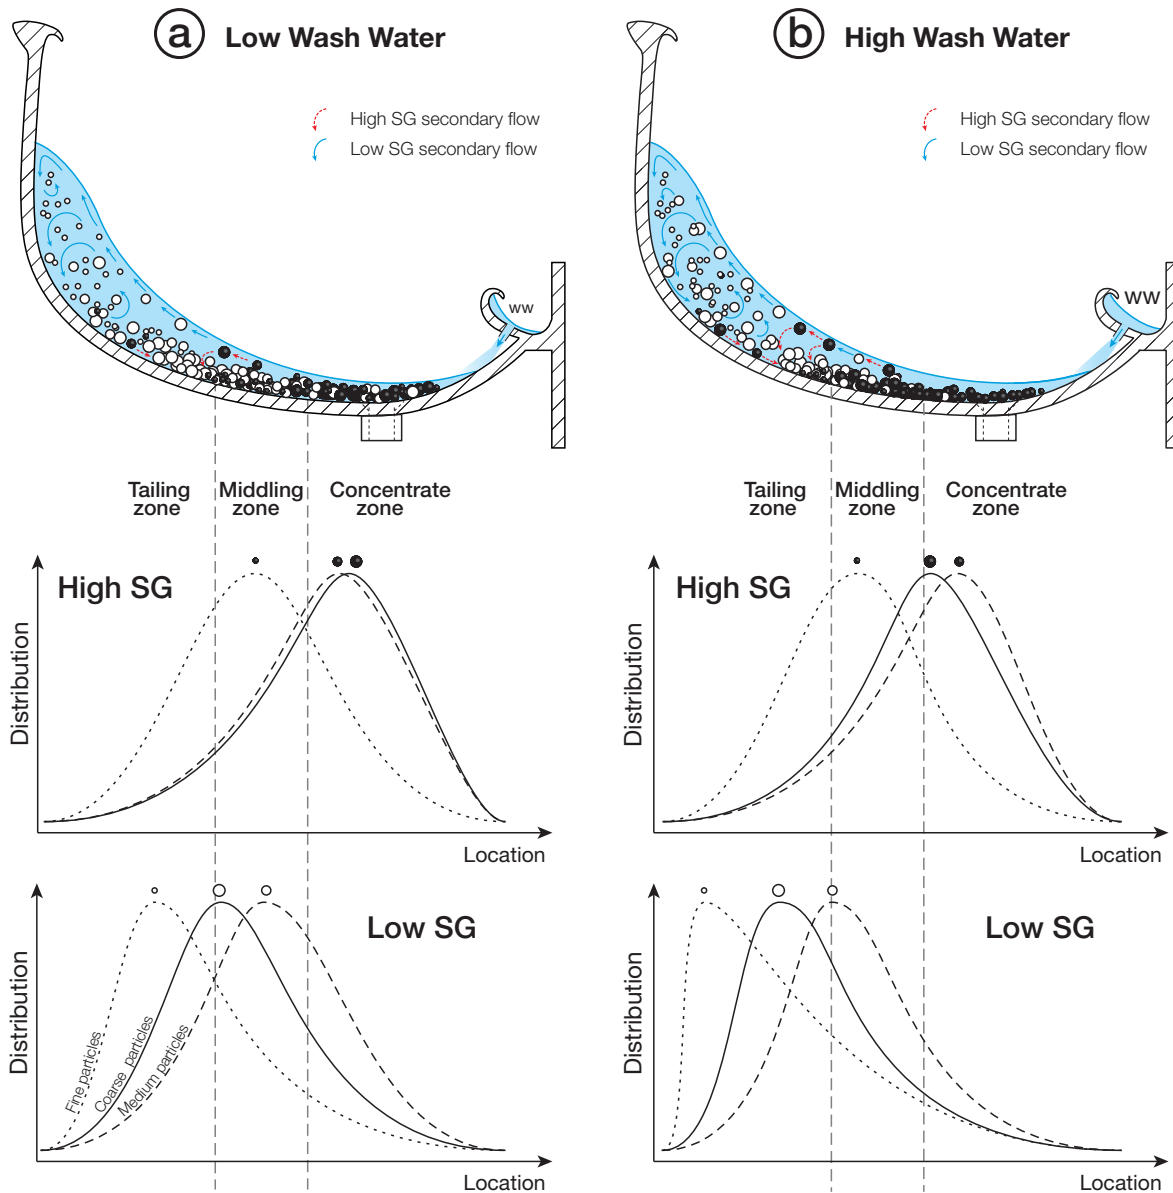 a Low Wash Water
High SG secondary flow
Low SG secondary flow
ww
Tailing zone
Middling zone
Concentrate zone
High SG
Distribution
Location
Low SG
Fine particles
Coarse particles
Medium particles
Distribution
Location
b High Wash Water
High SG secondary flow
Low SG secondary flow
WW
Tailing zone
Middling zone
Concentrate zone
High SG
Distribution
Location
Low SG
Distribution
Location